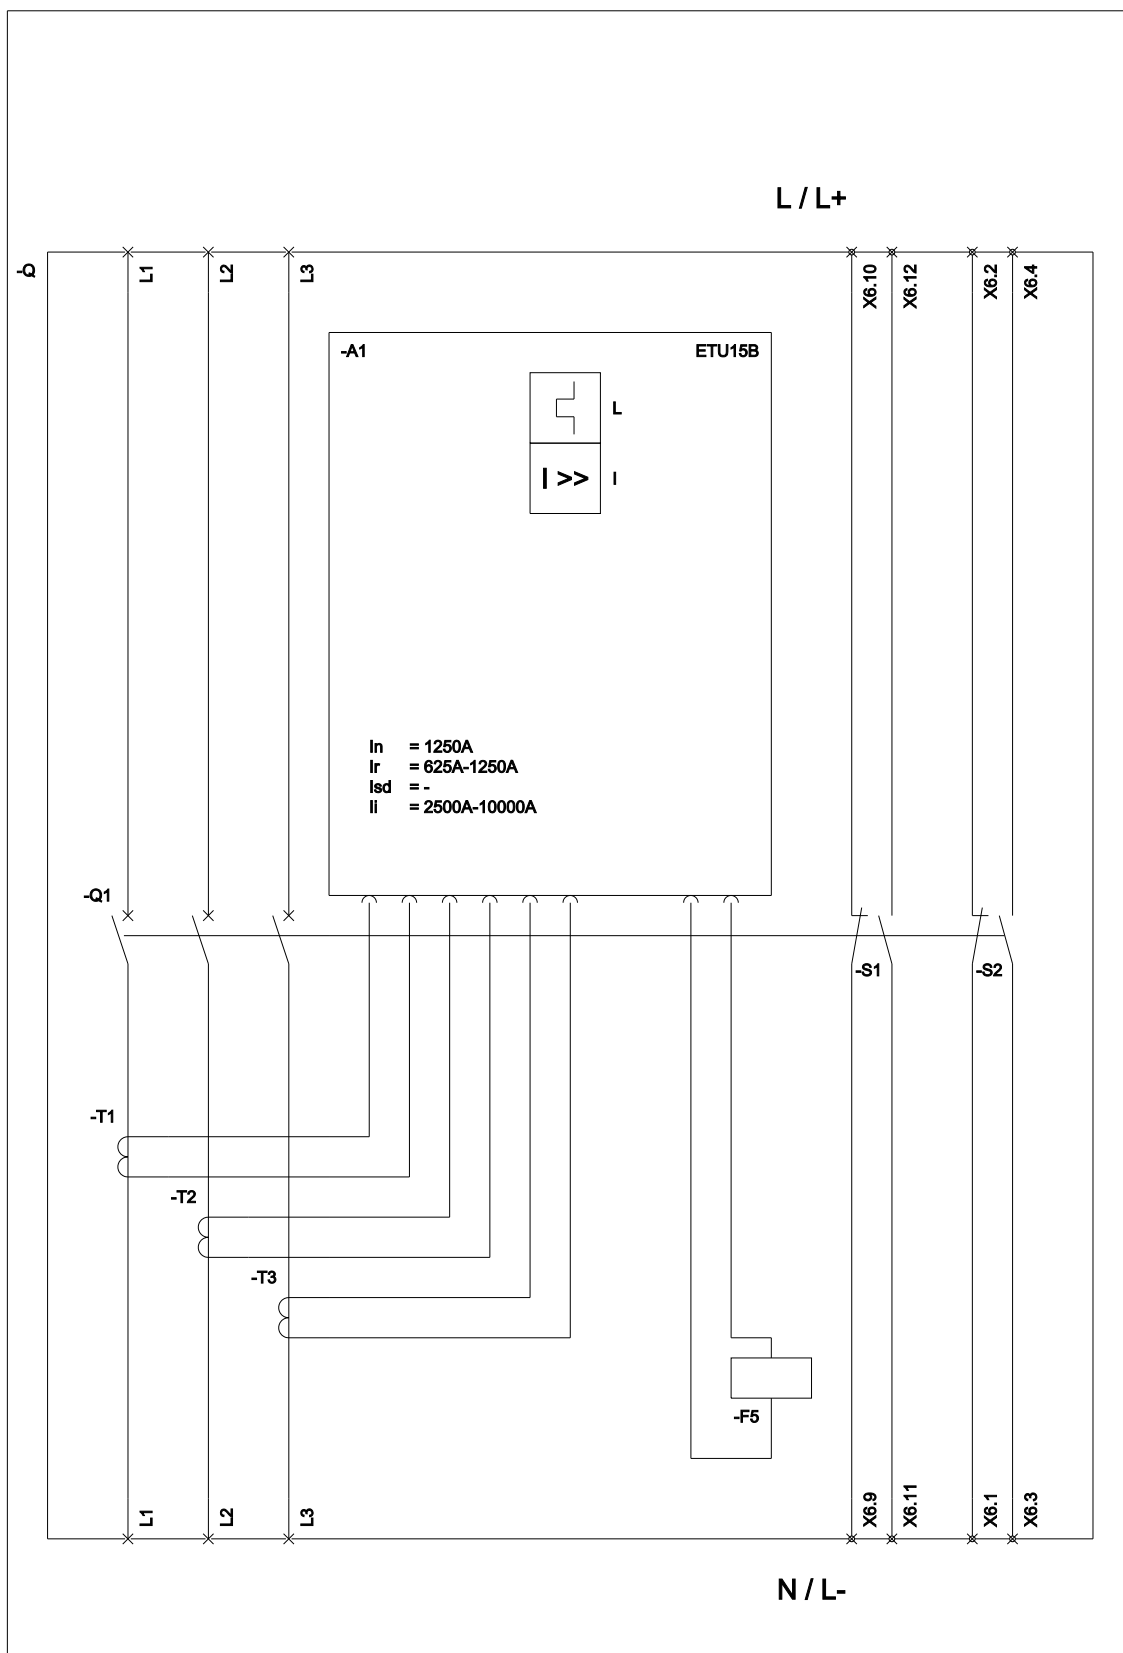 L / L+
-Q
L1
L2
L3
X6.10
X6.12
X6.2
X6.4
-A1
ETU15B
L
I >>
I
In = 1250A
Ir = 625A-1250A
Isd = -
Ii = 2500A-10000A
-Q1
-S1
-S2
-T1
-T2
-T3
-F5
L1
L2
L3
X6.9
X6.11
X6.1
X6.3
N / L-